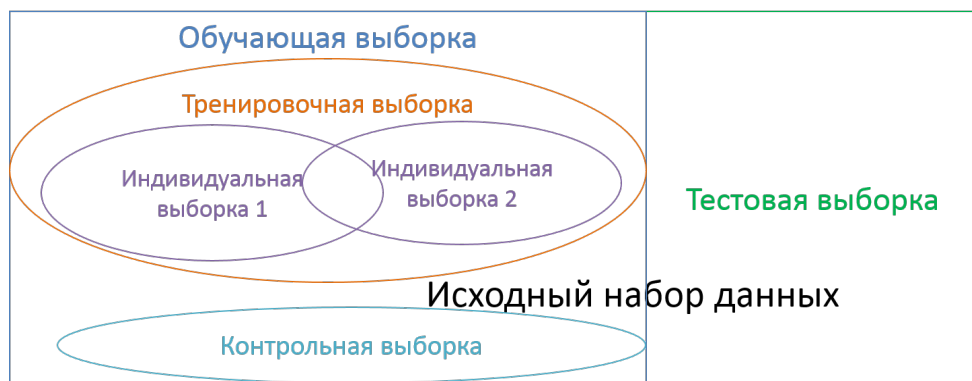 Обучающая выборка
Тренировочная выборка
Индивидуальная
выборка 1
Индивидуальная
выборка 2
Тестовая выборка
Исходный набор данных
Контрольная выборка